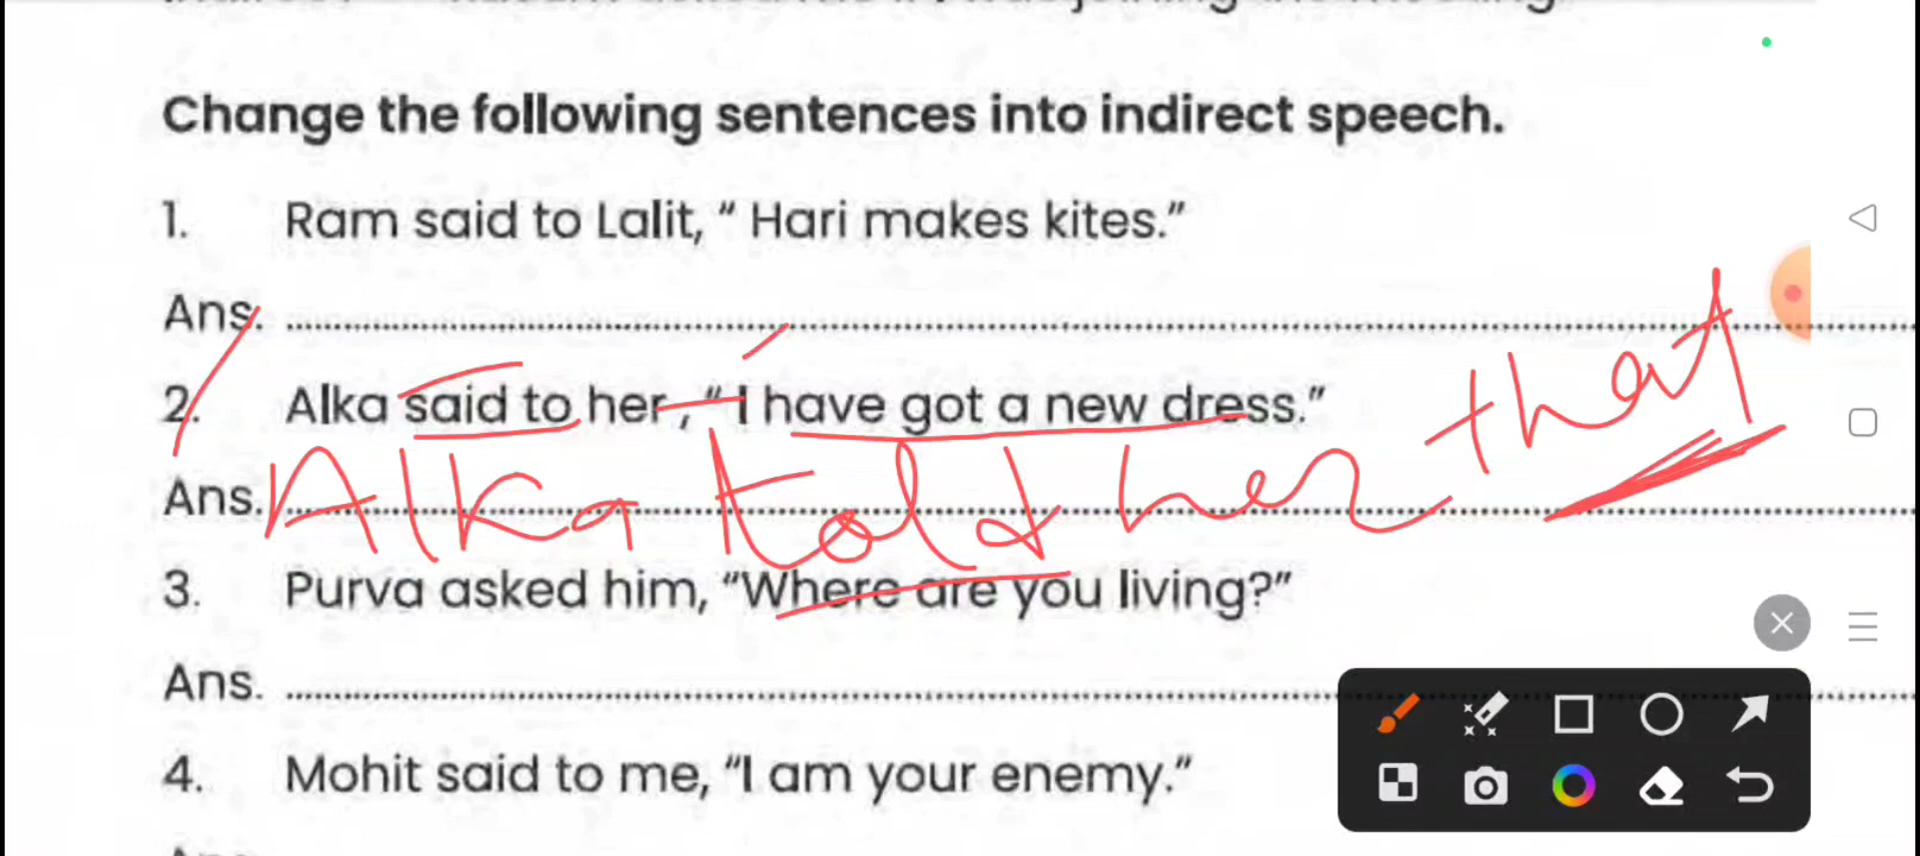 Change the following sentences into indirect speech.
1. Ram said to Lalit, “ Hari makes kites.”
Ans. ....................
2. Alka said to her, “ I have got a new dress.”
Ans. Alka told her that
3. Purva asked him, “Where are you living?”
Ans. ....................
4. Mohit said to me, “I am your enemy.”